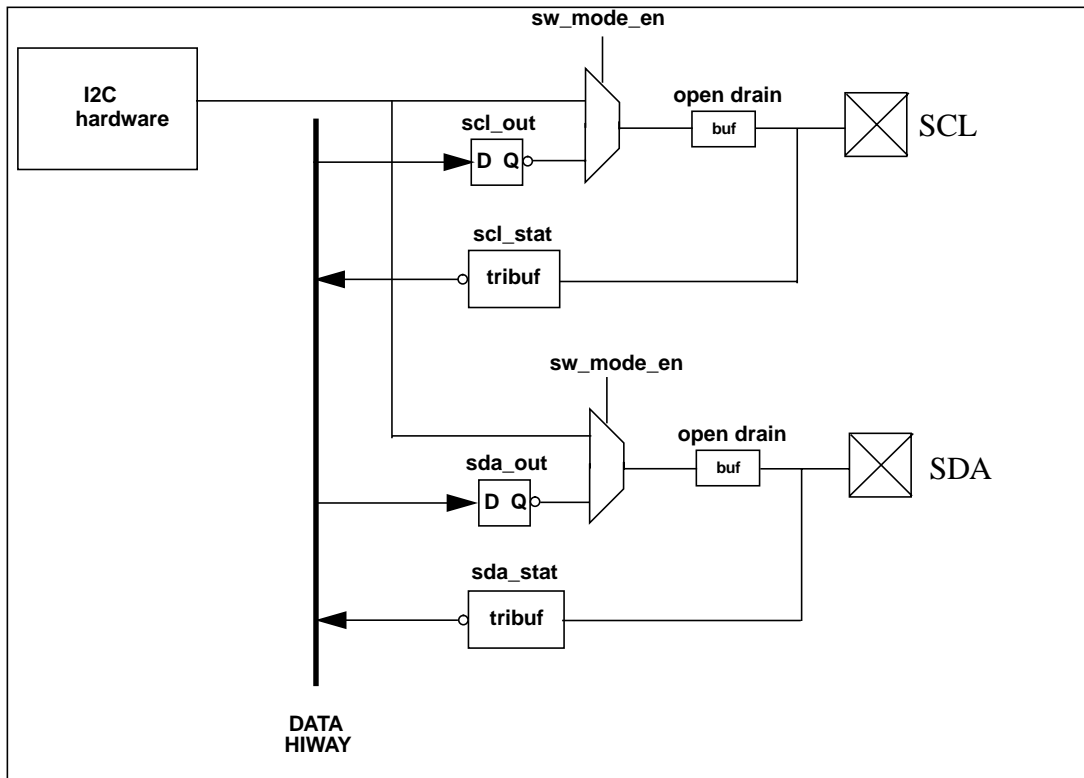 sw_mode_en
I2C
hardware
open drain
buf
SCL
scl_out
D Q
scl_stat
tribuf
sw_mode_en
open drain
buf
SDA
sda_out
D Q
sda_stat
tribuf
DATA
HIWAY